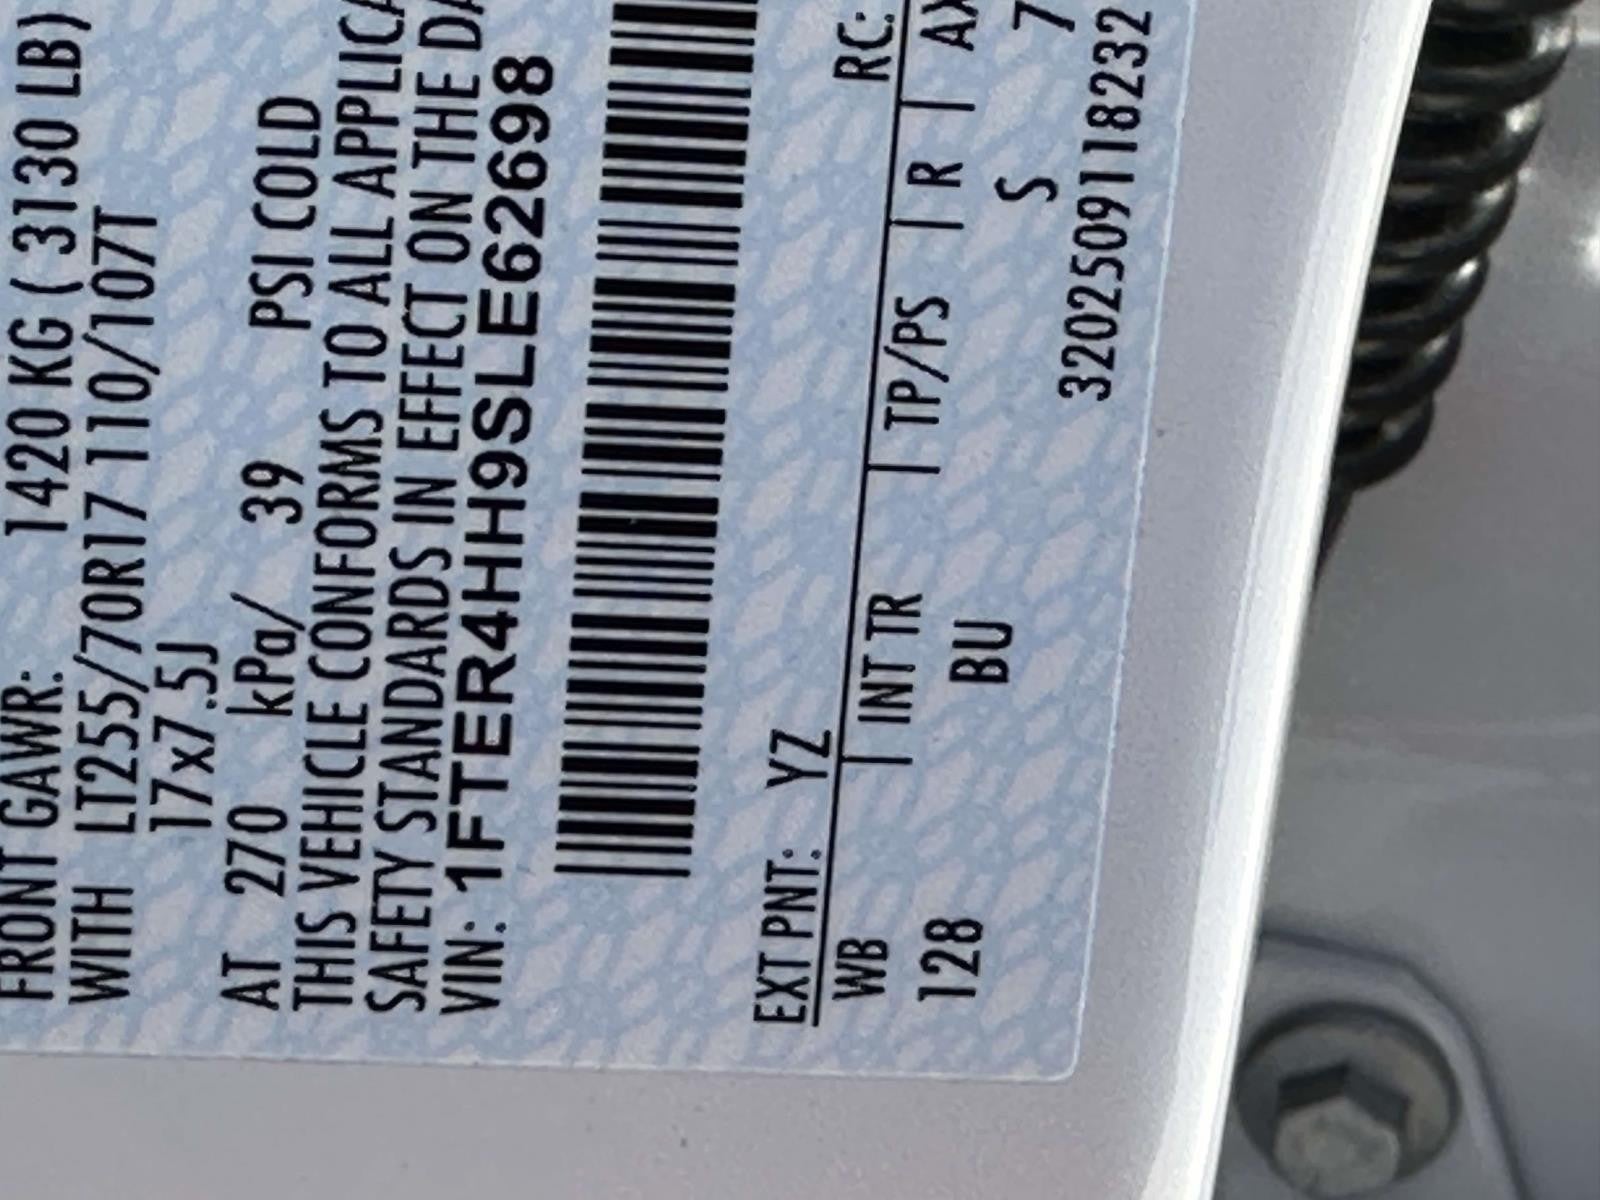 FRONT GAWR: 1420 KG ( 3130 LB)
WITH LT255/70R17 110/107T
17x7.5J
AT 270 kPa/ 39 PSI COLD
THIS VEHICLE CONFORMS TO ALL APPLICA
SAFETY STANDARDS IN EFFECT ON THE DA
VIN: 1FTER4HH9SLE62698
EXT PNT: YZ RC:
WB | INT TR | TP/PS | R | AX
128 BU S 7
32025091 18232